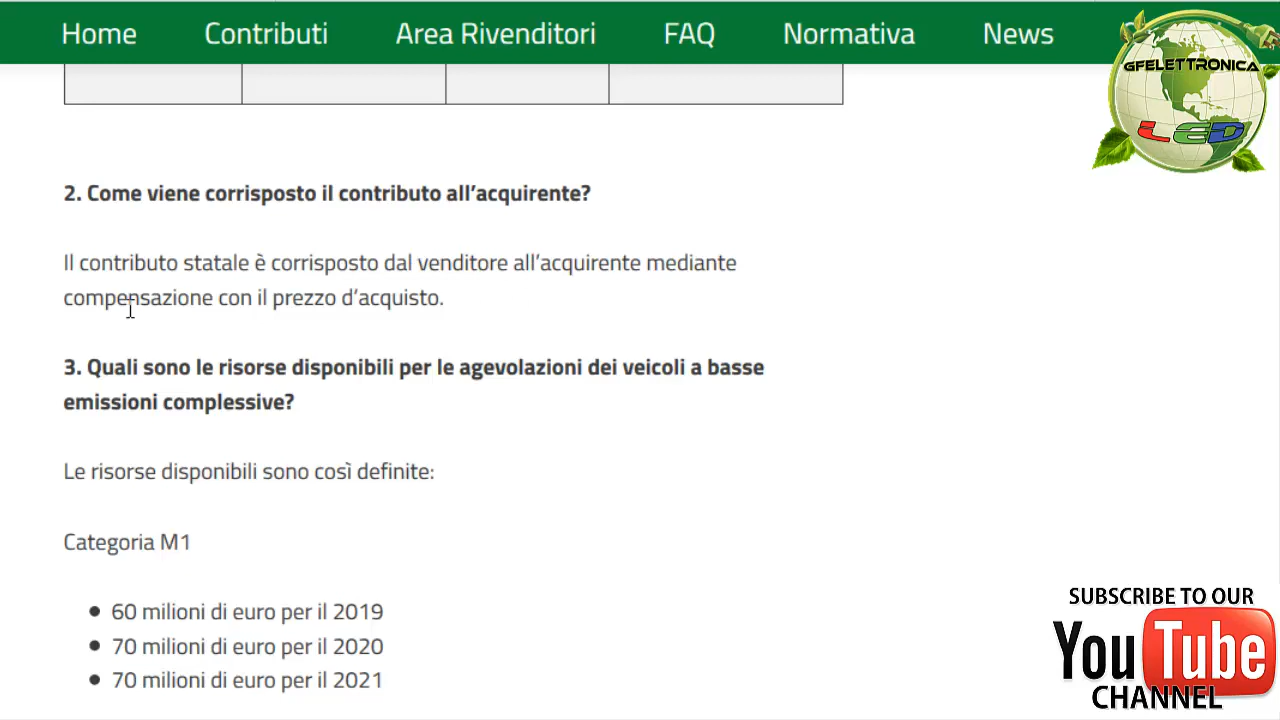 Home Contributi Area Rivenditori FAQ Normativa News
GFELETTRONICA
LED
2. Come viene corrisposto il contributo all’acquirente?
Il contributo statale è corrisposto dal venditore all’acquirente mediante
compensazione con il prezzo d’acquisto.
3. Quali sono le risorse disponibili per le agevolazioni dei veicoli a basse
emissioni complessive?
Le risorse disponibili sono così definite:
Categoria M1
● 60 milioni di euro per il 2019
● 70 milioni di euro per il 2020
● 70 milioni di euro per il 2021
SUBSCRIBE TO OUR
YouTube
CHANNEL